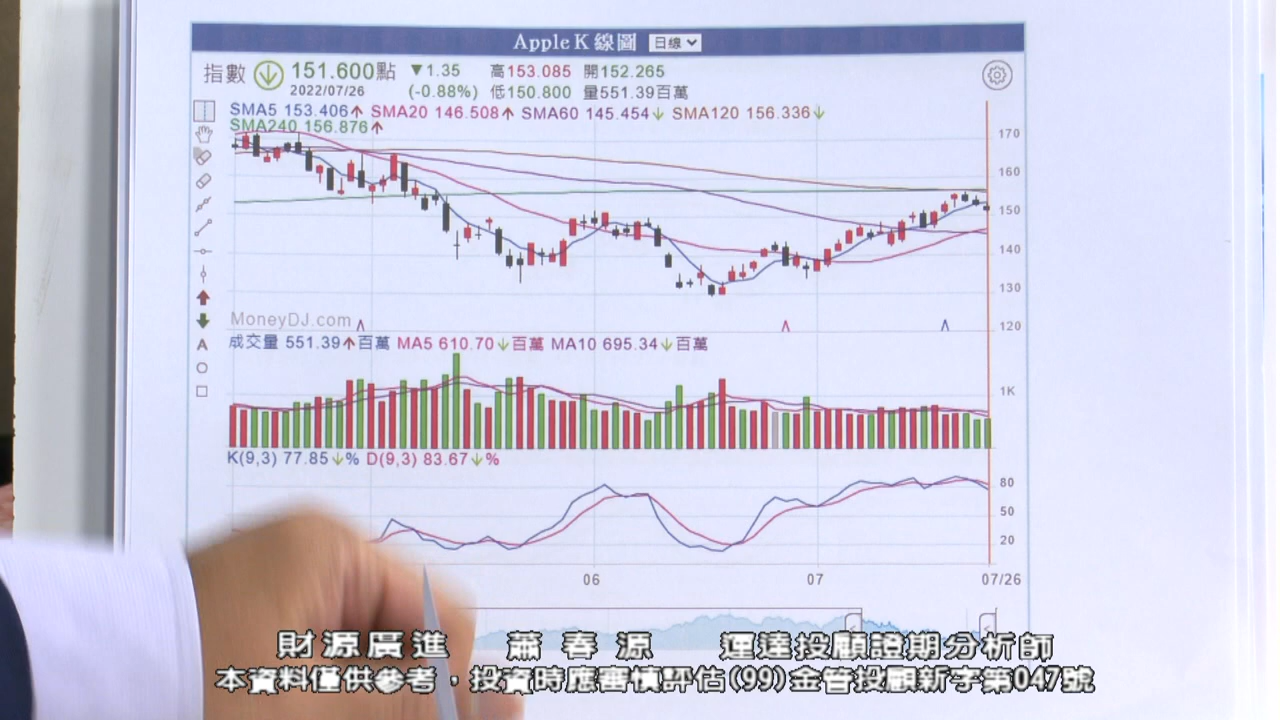 Apple K 線圖 日線
指數 151.600點 ▼1.35 高153.085 開152.265
2022/07/26 (-0.88%) 低150.800 量551.39百萬
SMA5 153.406↑ SMA20 146.508↑ SMA60 145.454↓ SMA120 156.336↓
SMA240 156.876↑
170
160
150
140
130
120
MoneyDJ.com
成交量 551.39↑百萬 MA5 610.70↓百萬 MA10 695.34↓百萬
1K
K(9,3) 77.85↓% D(9,3) 83.67↓%
80
50
20
06 07 07/26
財源廣進 蕭春源 運達投顧證期分析師
本資料僅供參考，投資時應審慎評估(99)金管投顧新字第047號